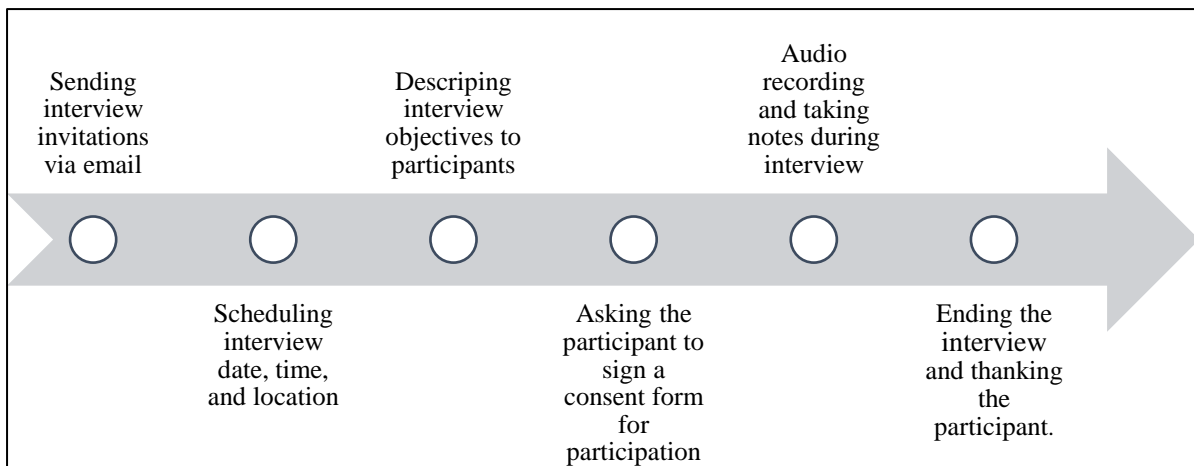 Sending
interview
invitations
via email
Scheduling
interview
date, time,
and location
Descriping
interview
objectives to
participants
Asking the
participant to
sign a
consent form
for
participation
Audio
recording
and taking
notes during
interview
Ending the
interview
and thanking
the
participant.